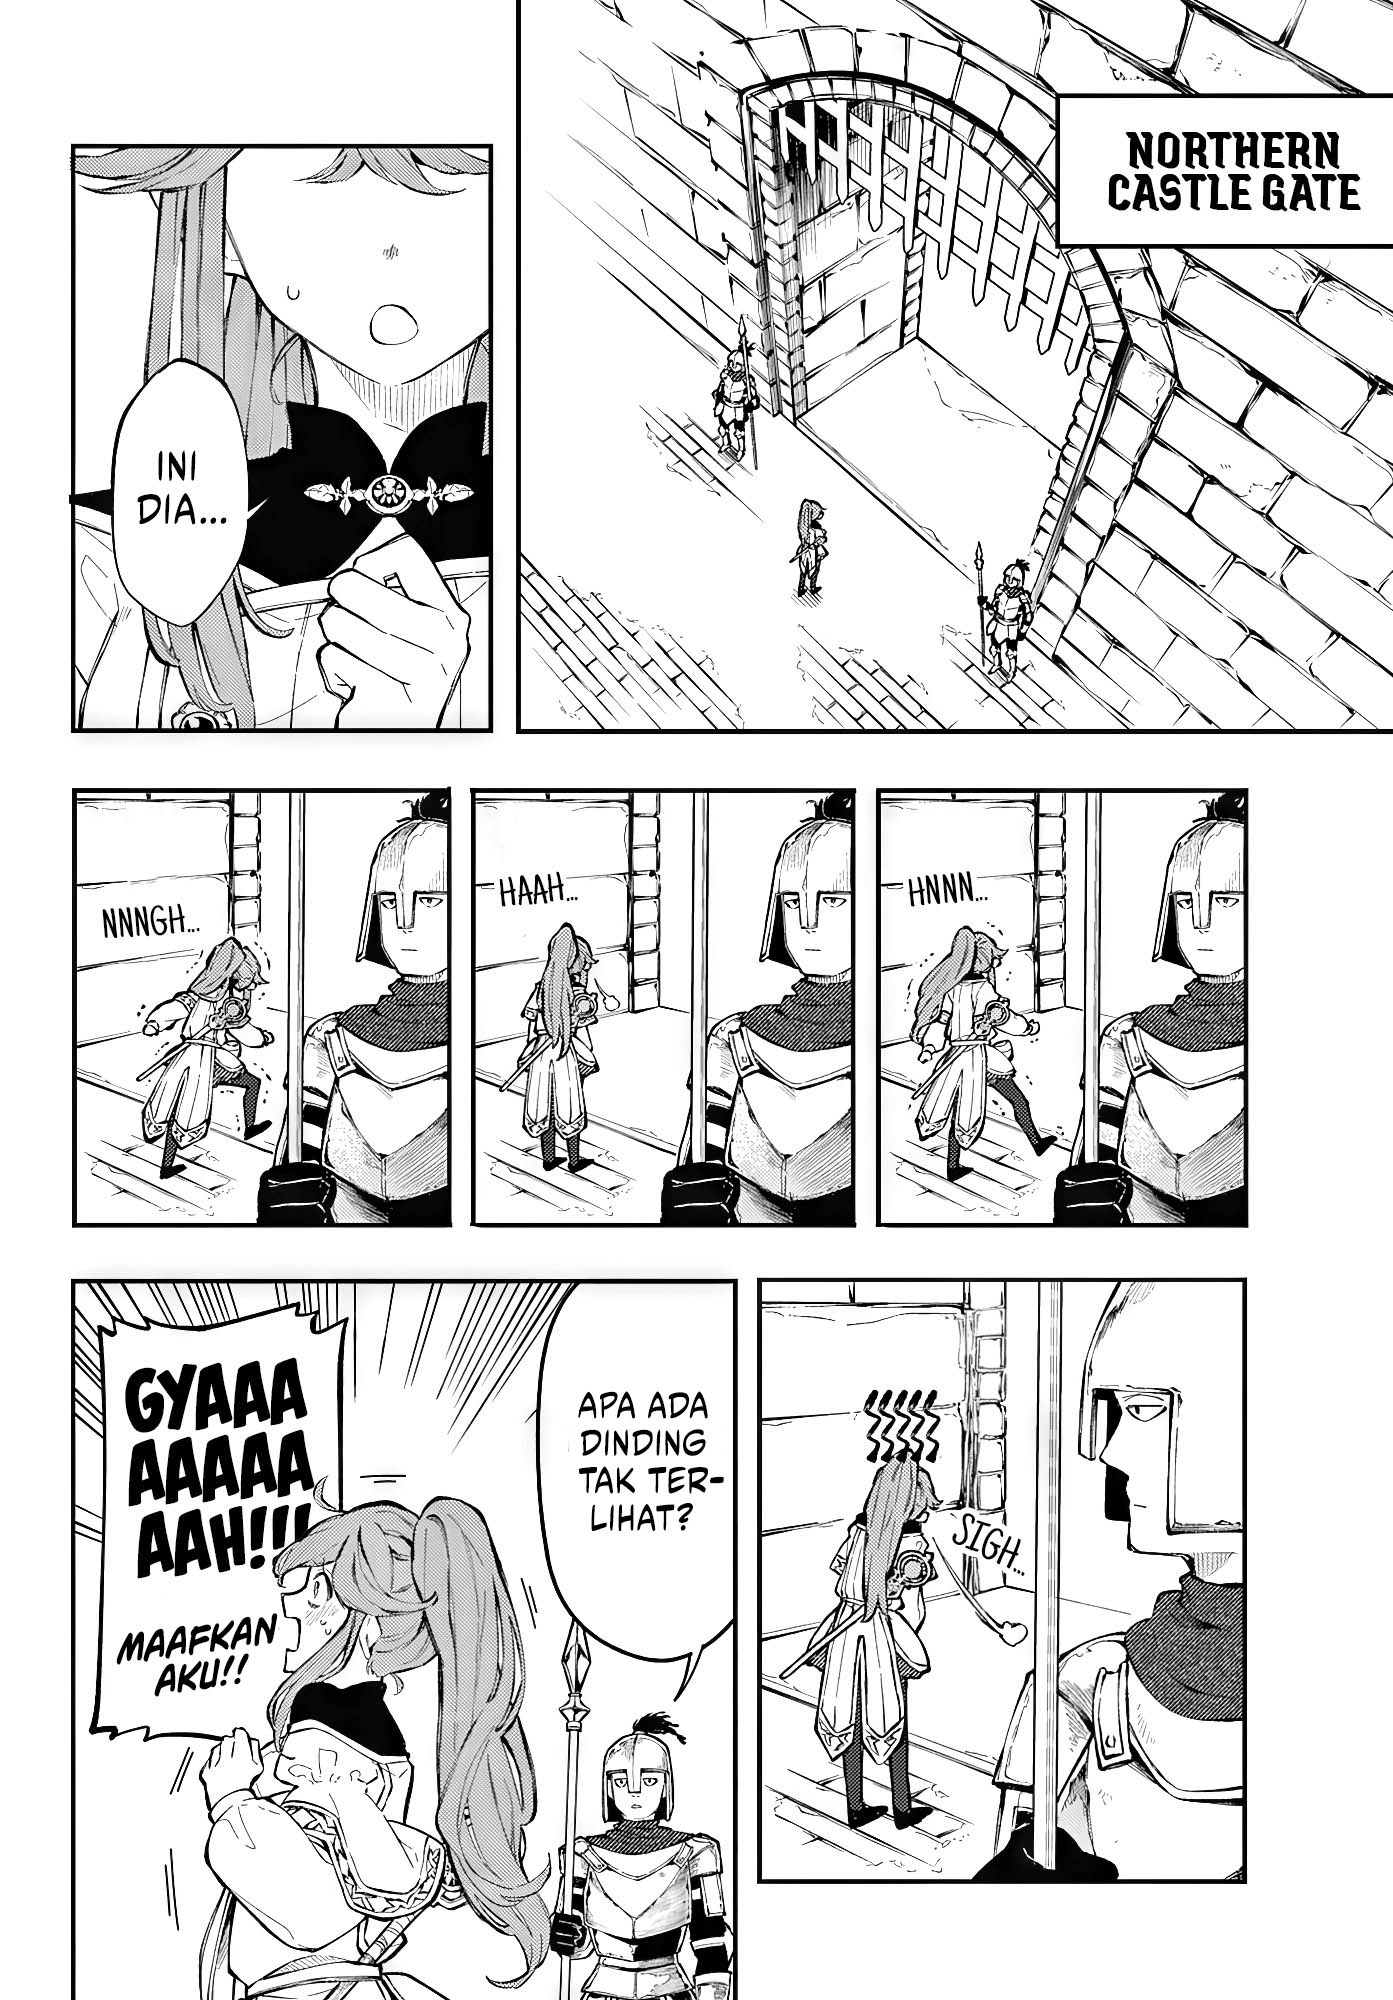 NORTHERN
CASTLE GATE
INI
DIA...
HNNN...
HAAH...
NNNGH...
SIGH...
APA ADA
DINDING
TAK TER-
LIHAT?
GYAAA
AAAAA
AAH!!!
MAAFKAN
AKU!!